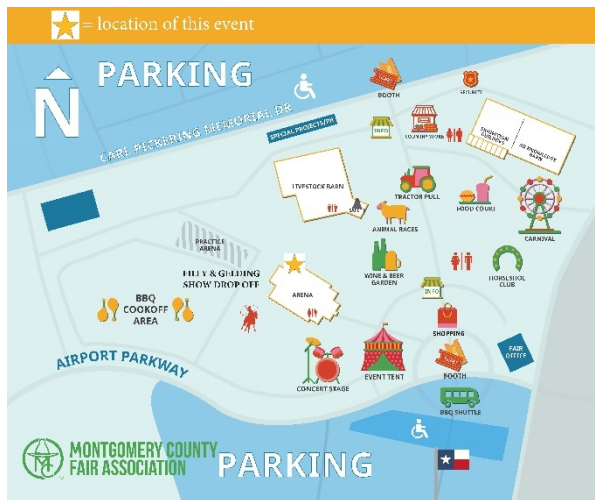 = location of this event
PARKING
N
CARL PICKERING MEMORIAL DR
BOOTH
SECURITY
SPECIAL PROJECTS/PR
INFO
COUNTRY STORE
BARN
LIVESTOCK BARN
TRACTOR PULL
FOOD COURT
ANIMAL RACES
CARNIVAL
PRACTICE
ARENA
FILLY & GELDING
SHOW DROP OFF
WINE & BEER
GARDEN
HORSESHOE
CLUB
ARENA
INFO
BBQ
COOKOFF
AREA
SHOPPING
FAIR
OFFICE
AIRPORT PARKWAY
CONCERT STAGE
EVENT TENT
BOOTH
BBQ SHUTTLE
MONTGOMERY COUNTY
FAIR ASSOCIATION
PARKING